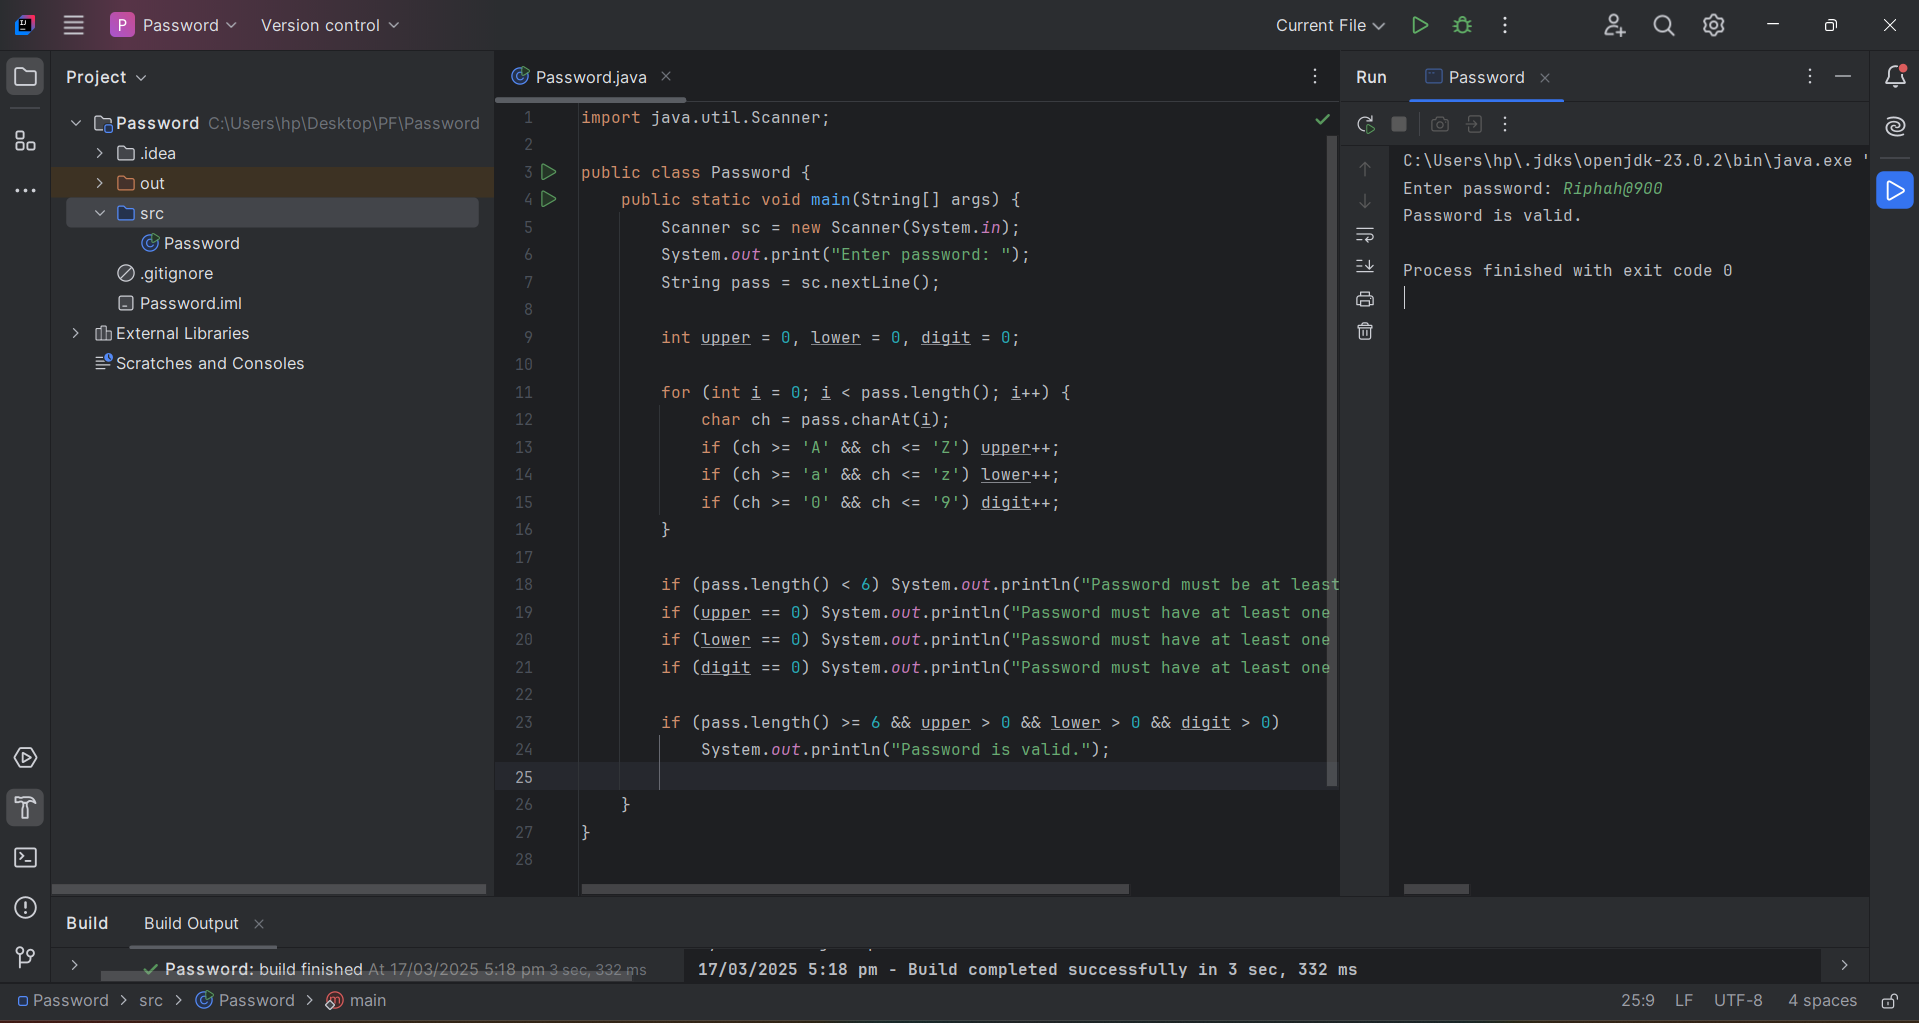 P Password Version control Current File
Project
Password C:\Users\hp\Desktop\PF\Password
.idea
out
src
Password
.gitignore
Password.iml
External Libraries
Scratches and Consoles
Password.java
1 import java.util.Scanner;
2
3 public class Password {
4 public static void main(String[] args) {
5 Scanner sc = new Scanner(System.in);
6 System.out.print("Enter password: ");
7 String pass = sc.nextLine();
8
9 int upper = 0, lower = 0, digit = 0;
10
11 for (int i = 0; i < pass.length(); i++) {
12 char ch = pass.charAt(i);
13 if (ch >= 'A' && ch <= 'Z') upper++;
14 if (ch >= 'a' && ch <= 'z') lower++;
15 if (ch >= '0' && ch <= '9') digit++;
16 }
17
18 if (pass.length() < 6) System.out.println("Password must be at least
19 if (upper == 0) System.out.println("Password must have at least one
20 if (lower == 0) System.out.println("Password must have at least one
21 if (digit == 0) System.out.println("Password must have at least one
22
23 if (pass.length() >= 6 && upper > 0 && lower > 0 && digit > 0)
24 System.out.println("Password is valid.");
25
26 }
27 }
28
Run Password
C:\Users\hp\.jdks\openjdk-23.0.2\bin\java.exe "
Enter password: Riphah@900
Password is valid.
Process finished with exit code 0
Build Build Output
Password: build finished At 17/03/2025 5:18 pm 3 sec, 332 ms
17/03/2025 5:18 pm - Build completed successfully in 3 sec, 332 ms
Password > src > Password > main 25:9 LF UTF-8 4 spaces